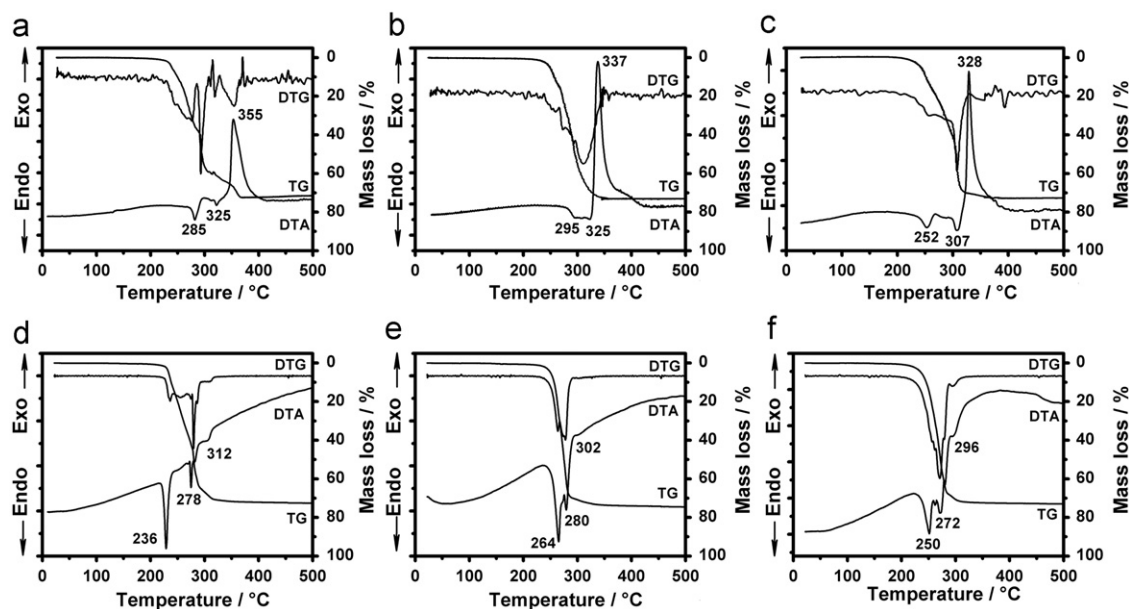 a
Exo
Endo
0
20
40
60
80
100
Mass loss / %
DTG
355
TG
DTA
325
285
0 100 200 300 400 500
Temperature / °C
b
Exo
Endo
0
20
40
60
80
100
Mass loss / %
337
DTG
TG
DTA
295
325
0 100 200 300 400 500
Temperature / °C
c
Exo
Endo
0
20
40
60
80
100
Mass loss / %
328
DTG
TG
DTA
252
307
0 100 200 300 400 500
Temperature / °C
d
Exo
Endo
0
20
40
60
80
100
Mass loss / %
DTG
DTA
312
278
TG
236
0 100 200 300 400 500
Temperature / °C
e
Exo
Endo
0
20
40
60
80
100
Mass loss / %
DTG
DTA
302
TG
280
264
0 100 200 300 400 500
Temperature / °C
f
Exo
Endo
0
20
40
60
80
100
Mass loss / %
DTG
DTA
296
TG
272
250
0 100 200 300 400 500
Temperature / °C